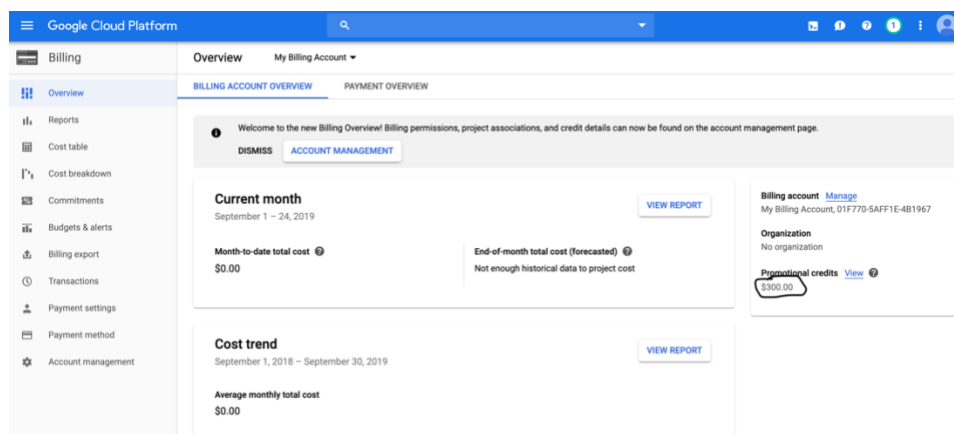 Google Cloud Platform
1
Billing
Overview
My Billing Account
Overview
Reports
Cost table
Cost breakdown
Commitments
Budgets & alerts
Billing export
Transactions
Payment settings
Payment method
Account management
BILLING ACCOUNT OVERVIEW
PAYMENT OVERVIEW
Welcome to the new Billing Overview! Billing permissions, project associations, and credit details can now be found on the account management page.
DISMISS
ACCOUNT MANAGEMENT
Current month
September 1 – 24, 2019
VIEW REPORT
Month-to-date total cost
$0.00
End-of-month total cost (forecasted)
Not enough historical data to project cost
Cost trend
September 1, 2018 – September 30, 2019
VIEW REPORT
Average monthly total cost
$0.00
Billing account Manage
My Billing Account, 01F770-5AFF1E-4B1967
Organization
No organization
Promotional credits View
$300.00